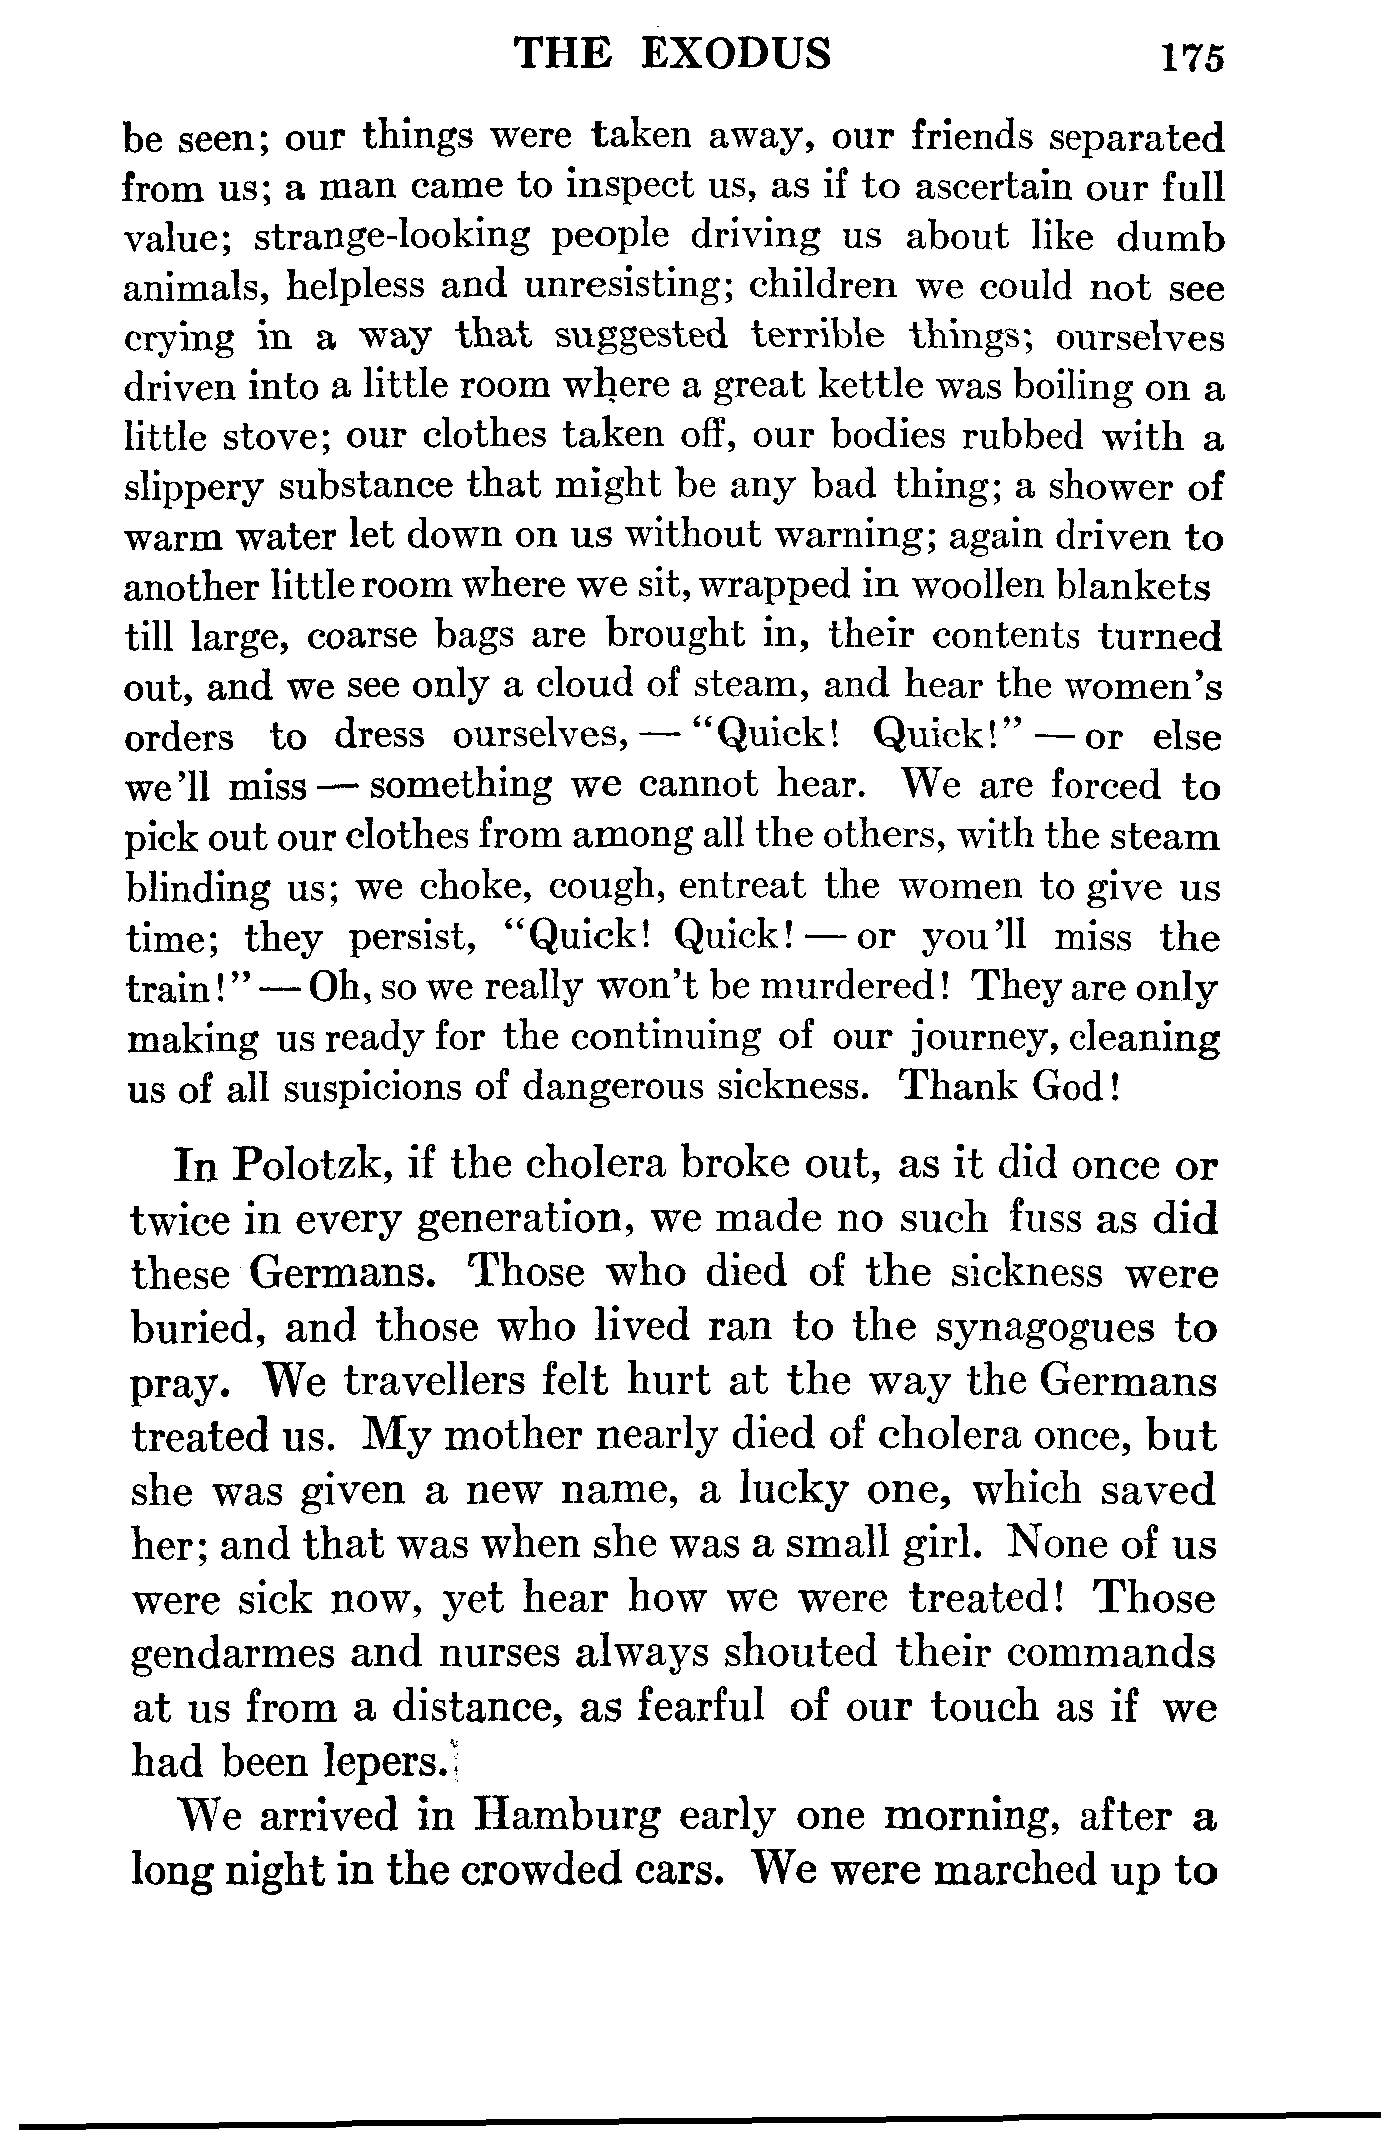 THE EXODUS 175
be seen; our things were taken away, our friends separated
from us; a man came to inspect us, as if to ascertain our full
value; strange-looking people driving us about like dumb
animals, helpless and unresisting; children we could not see
crying in a way that suggested terrible things; ourselves
driven into a little room where a great kettle was boiling on a
little stove; our clothes taken off, our bodies rubbed with a
slippery substance that might be any bad thing; a shower of
warm water let down on us without warning; again driven to
another little room where we sit, wrapped in woollen blankets
till large, coarse bags are brought in, their contents turned
out, and we see only a cloud of steam, and hear the women's
orders to dress ourselves, — "Quick! Quick!" — or else
we'll miss — something we cannot hear. We are forced to
pick out our clothes from among all the others, with the steam
blinding us; we choke, cough, entreat the women to give us
time; they persist, "Quick! Quick! — or you'll miss the
train!" — Oh, so we really won't be murdered! They are only
making us ready for the continuing of our journey, cleaning
us of all suspicions of dangerous sickness. Thank God!
In Polotzk, if the cholera broke out, as it did once or
twice in every generation, we made no such fuss as did
these Germans. Those who died of the sickness were
buried, and those who lived ran to the synagogues to
pray. We travellers felt hurt at the way the Germans
treated us. My mother nearly died of cholera once, but
she was given a new name, a lucky one, which saved
her; and that was when she was a small girl. None of us
were sick now, yet hear how we were treated! Those
gendarmes and nurses always shouted their commands
at us from a distance, as fearful of our touch as if we
had been lepers.
We arrived in Hamburg early one morning, after a
long night in the crowded cars. We were marched up to